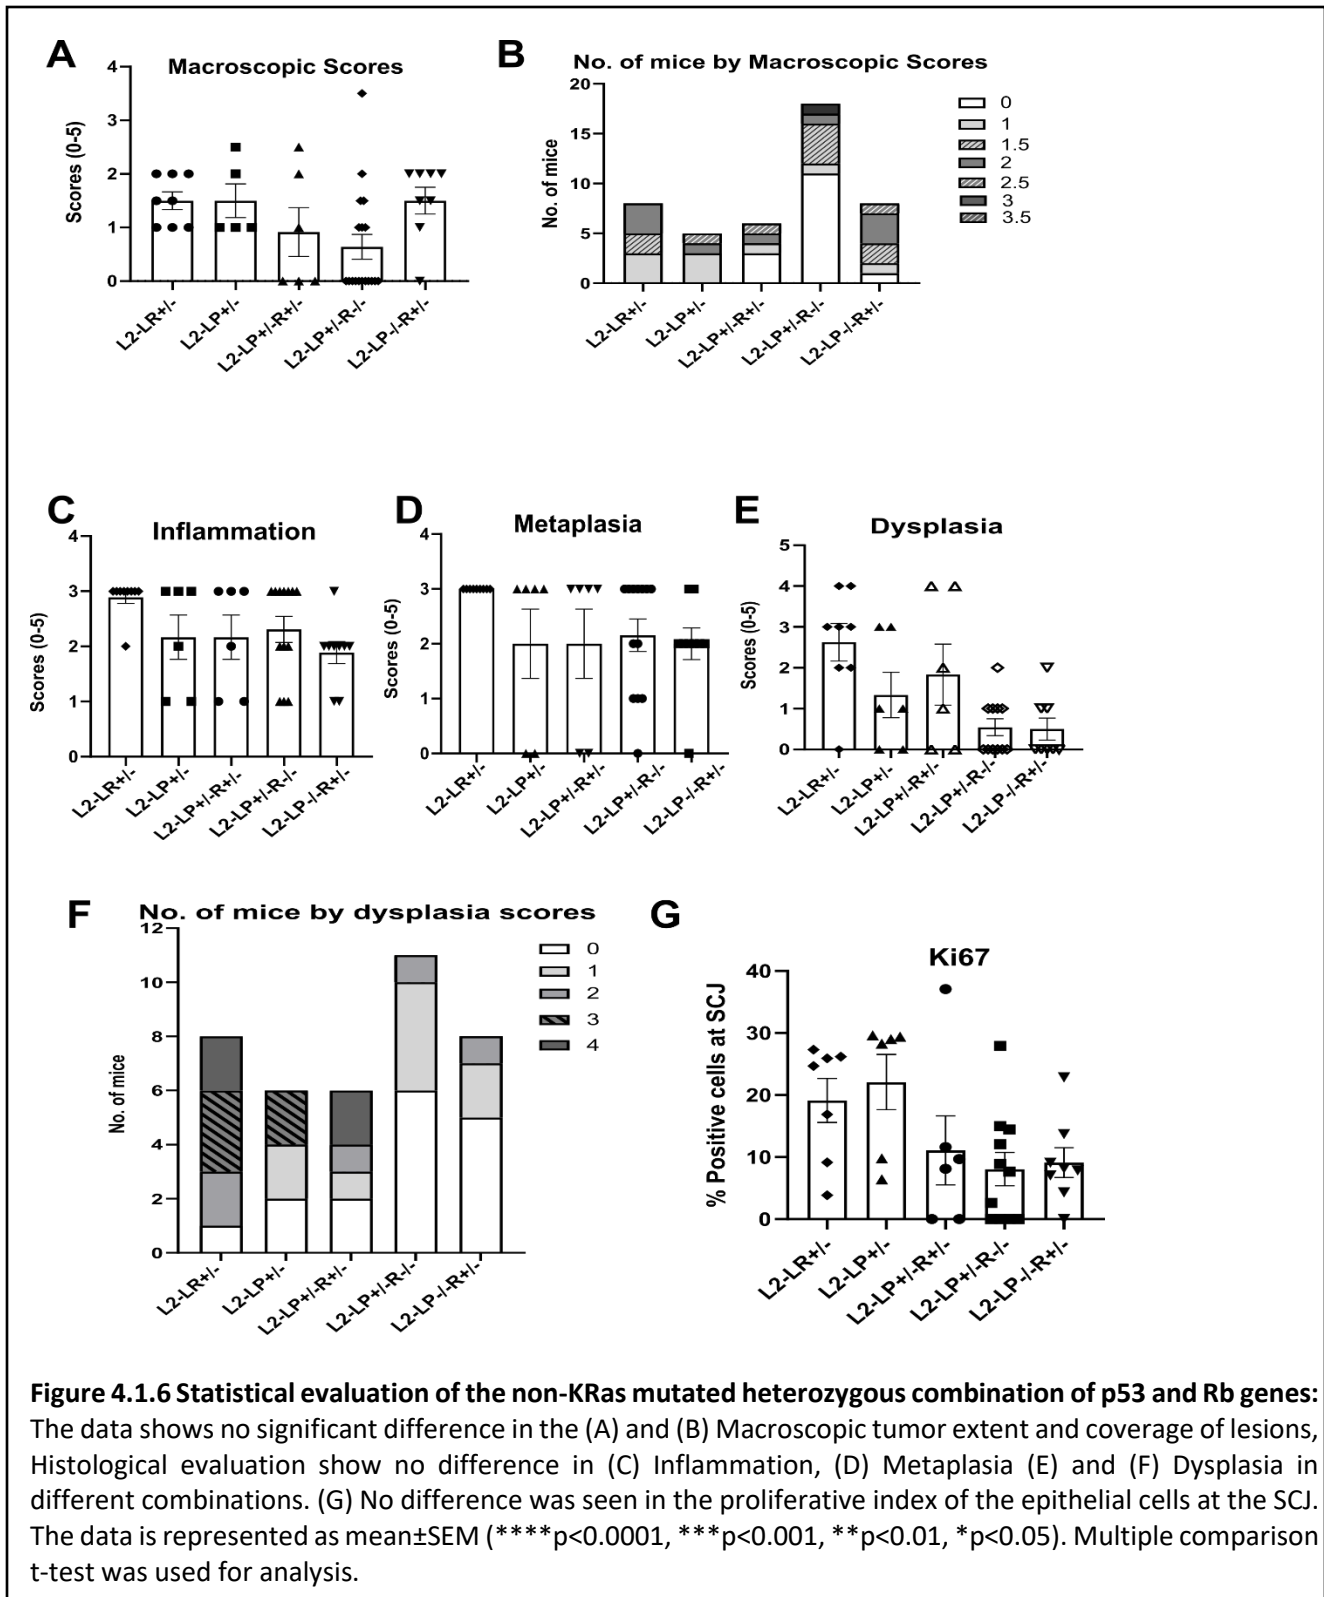 A
Macroscopic Scores
Scores (0-5)
4
3
2
1
0
L2-LR+/-
L2-LP+/-
L2-LP+/-R+/-
L2-LP+/-R-/-
L2-LP-/-R+/-
B
No. of mice by Macroscopic Scores
No. of mice
20
15
10
5
0
L2-LR+/-
L2-LP+/-
L2-LP+/-R+/-
L2-LP+/-R-/-
L2-LP-/-R+/-
0
1
1.5
2
2.5
3
3.5
C
Inflammation
Scores (0-5)
4
3
2
1
0
L2-LR+/-
L2-LP+/-
L2-LP+/-R+/-
L2-LP+/-R-/-
L2-LP-/-R+/-
D
Metaplasia
Scores (0-5)
4
3
2
1
0
L2-LR+/-
L2-LP+/-
L2-LP+/-R+/-
L2-LP+/-R-/-
L2-LP-/-R+/-
E
Dysplasia
Scores (0-5)
5
4
3
2
1
0
L2-LR+/-
L2-LP+/-
L2-LP+/-R+/-
L2-LP+/-R-/-
L2-LP-/-R+/-
F
No. of mice by dysplasia scores
No. of mice
12
10
8
6
4
2
0
L2-LR+/-
L2-LP+/-
L2-LP+/-R+/-
L2-LP+/-R-/-
L2-LP-/-R+/-
0
1
2
3
4
G
Ki67
% Positive cells at SCJ
40
30
20
10
0
L2-LR+/-
L2-LP+/-
L2-LP+/-R+/-
L2-LP+/-R-/-
L2-LP-/-R+/-
Figure 4.1.6 Statistical evaluation of the non-KRas mutated heterozygous combination of p53 and Rb genes:
The data shows no significant difference in the (A) and (B) Macroscopic tumor extent and coverage of lesions,
Histological evaluation show no difference in (C) Inflammation, (D) Metaplasia (E) and (F) Dysplasia in
different combinations. (G) No difference was seen in the proliferative index of the epithelial cells at the SCJ.
The data is represented as mean±SEM (****p<0.0001, ***p<0.001, **p<0.01, *p<0.05). Multiple comparison
t-test was used for analysis.